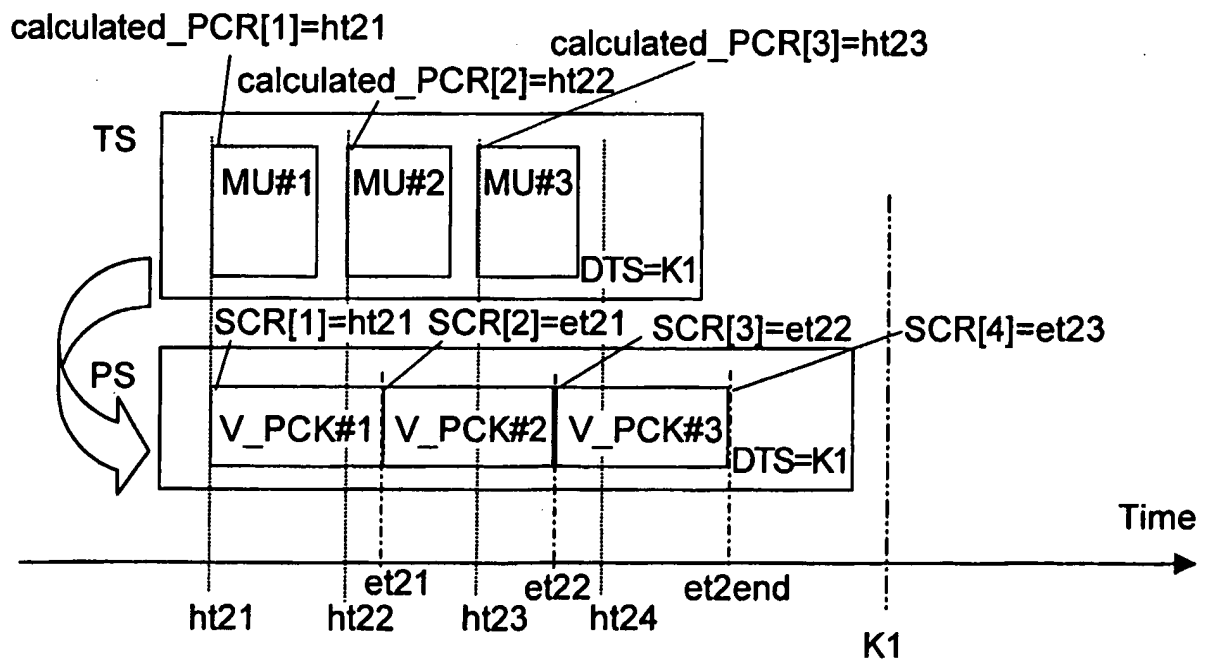 calculated_PCR[1]=ht21
calculated_PCR[3]=ht23
calculated_PCR[2]=ht22
TS
MU#1
MU#2
MU#3
DTS=K1
SCR[1]=ht21
SCR[2]=et21
SCR[3]=et22
SCR[4]=et23
PS
V_PCK#1
V_PCK#2
V_PCK#3
DTS=K1
Time
et21
et22
et2end
ht21
ht22
ht23
ht24
K1